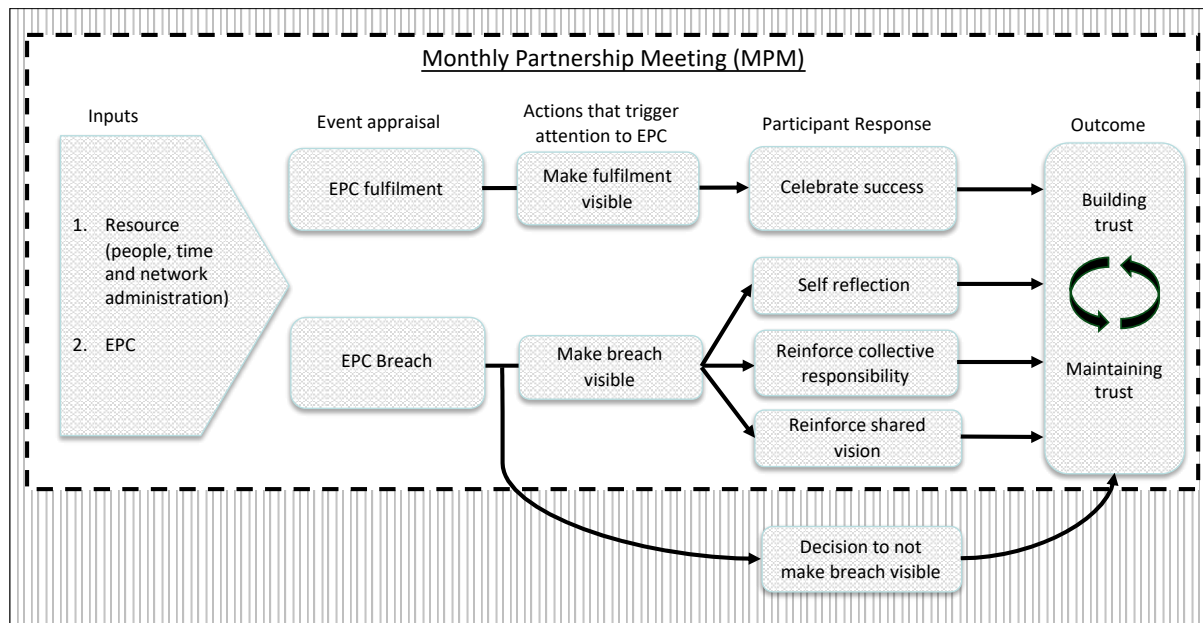 Monthly Partnership Meeting (MPM)
Inputs
Event appraisal
Actions that trigger
attention to EPC
Participant Response
Outcome
1. Resource
(people, time
and network
administration)
2. EPC
EPC fulfilment
Make fulfilment
visible
Celebrate success
EPC Breach
Make breach
visible
Self reflection
Reinforce collective
responsibility
Reinforce shared
vision
Building
trust
Maintaining
trust
Decision to not
make breach visible